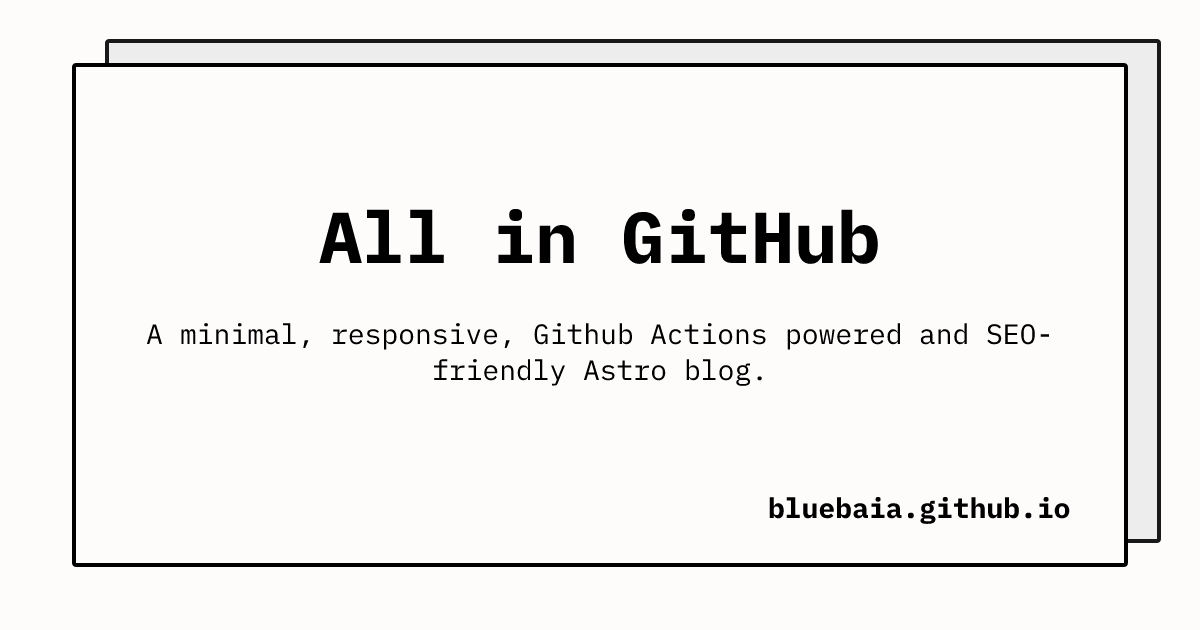 All in GitHub
A minimal, responsive, Github Actions powered and SEO-
friendly Astro blog.
bluebaia.github.io